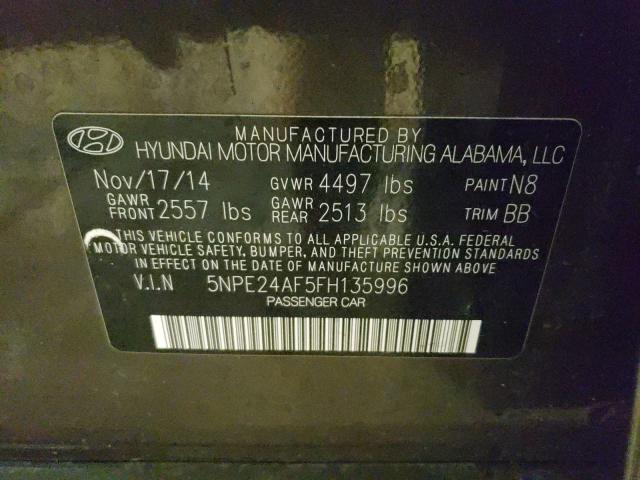 MANUFACTURED BY
HYUNDAI MOTOR MANUFACTURING ALABAMA, LLC
Nov/17/14 GVWR 4497 lbs PAINT N8
GAWR FRONT 2557 lbs GAWR REAR 2513 lbs TRIM BB
THIS VEHICLE CONFORMS TO ALL APPLICABLE U.S.A. FEDERAL
MOTOR VEHICLE SAFETY, BUMPER, AND THEFT PREVENTION STANDARDS
IN EFFECT ON THE DATE OF MANUFACTURE SHOWN ABOVE.
V.I.N 5NPE24AF5FH135996
PASSENGER CAR